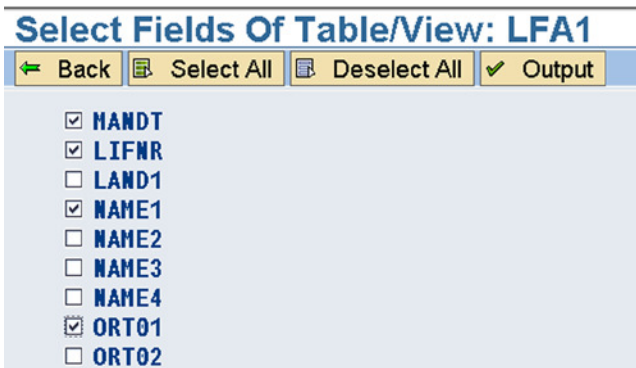 Select Fields Of Table/View: LFA1
Back Select All Deselect All Output
MANDT
LIFNR
LAND1
NAME1
NAME2
NAME3
NAME4
ORT01
ORT02